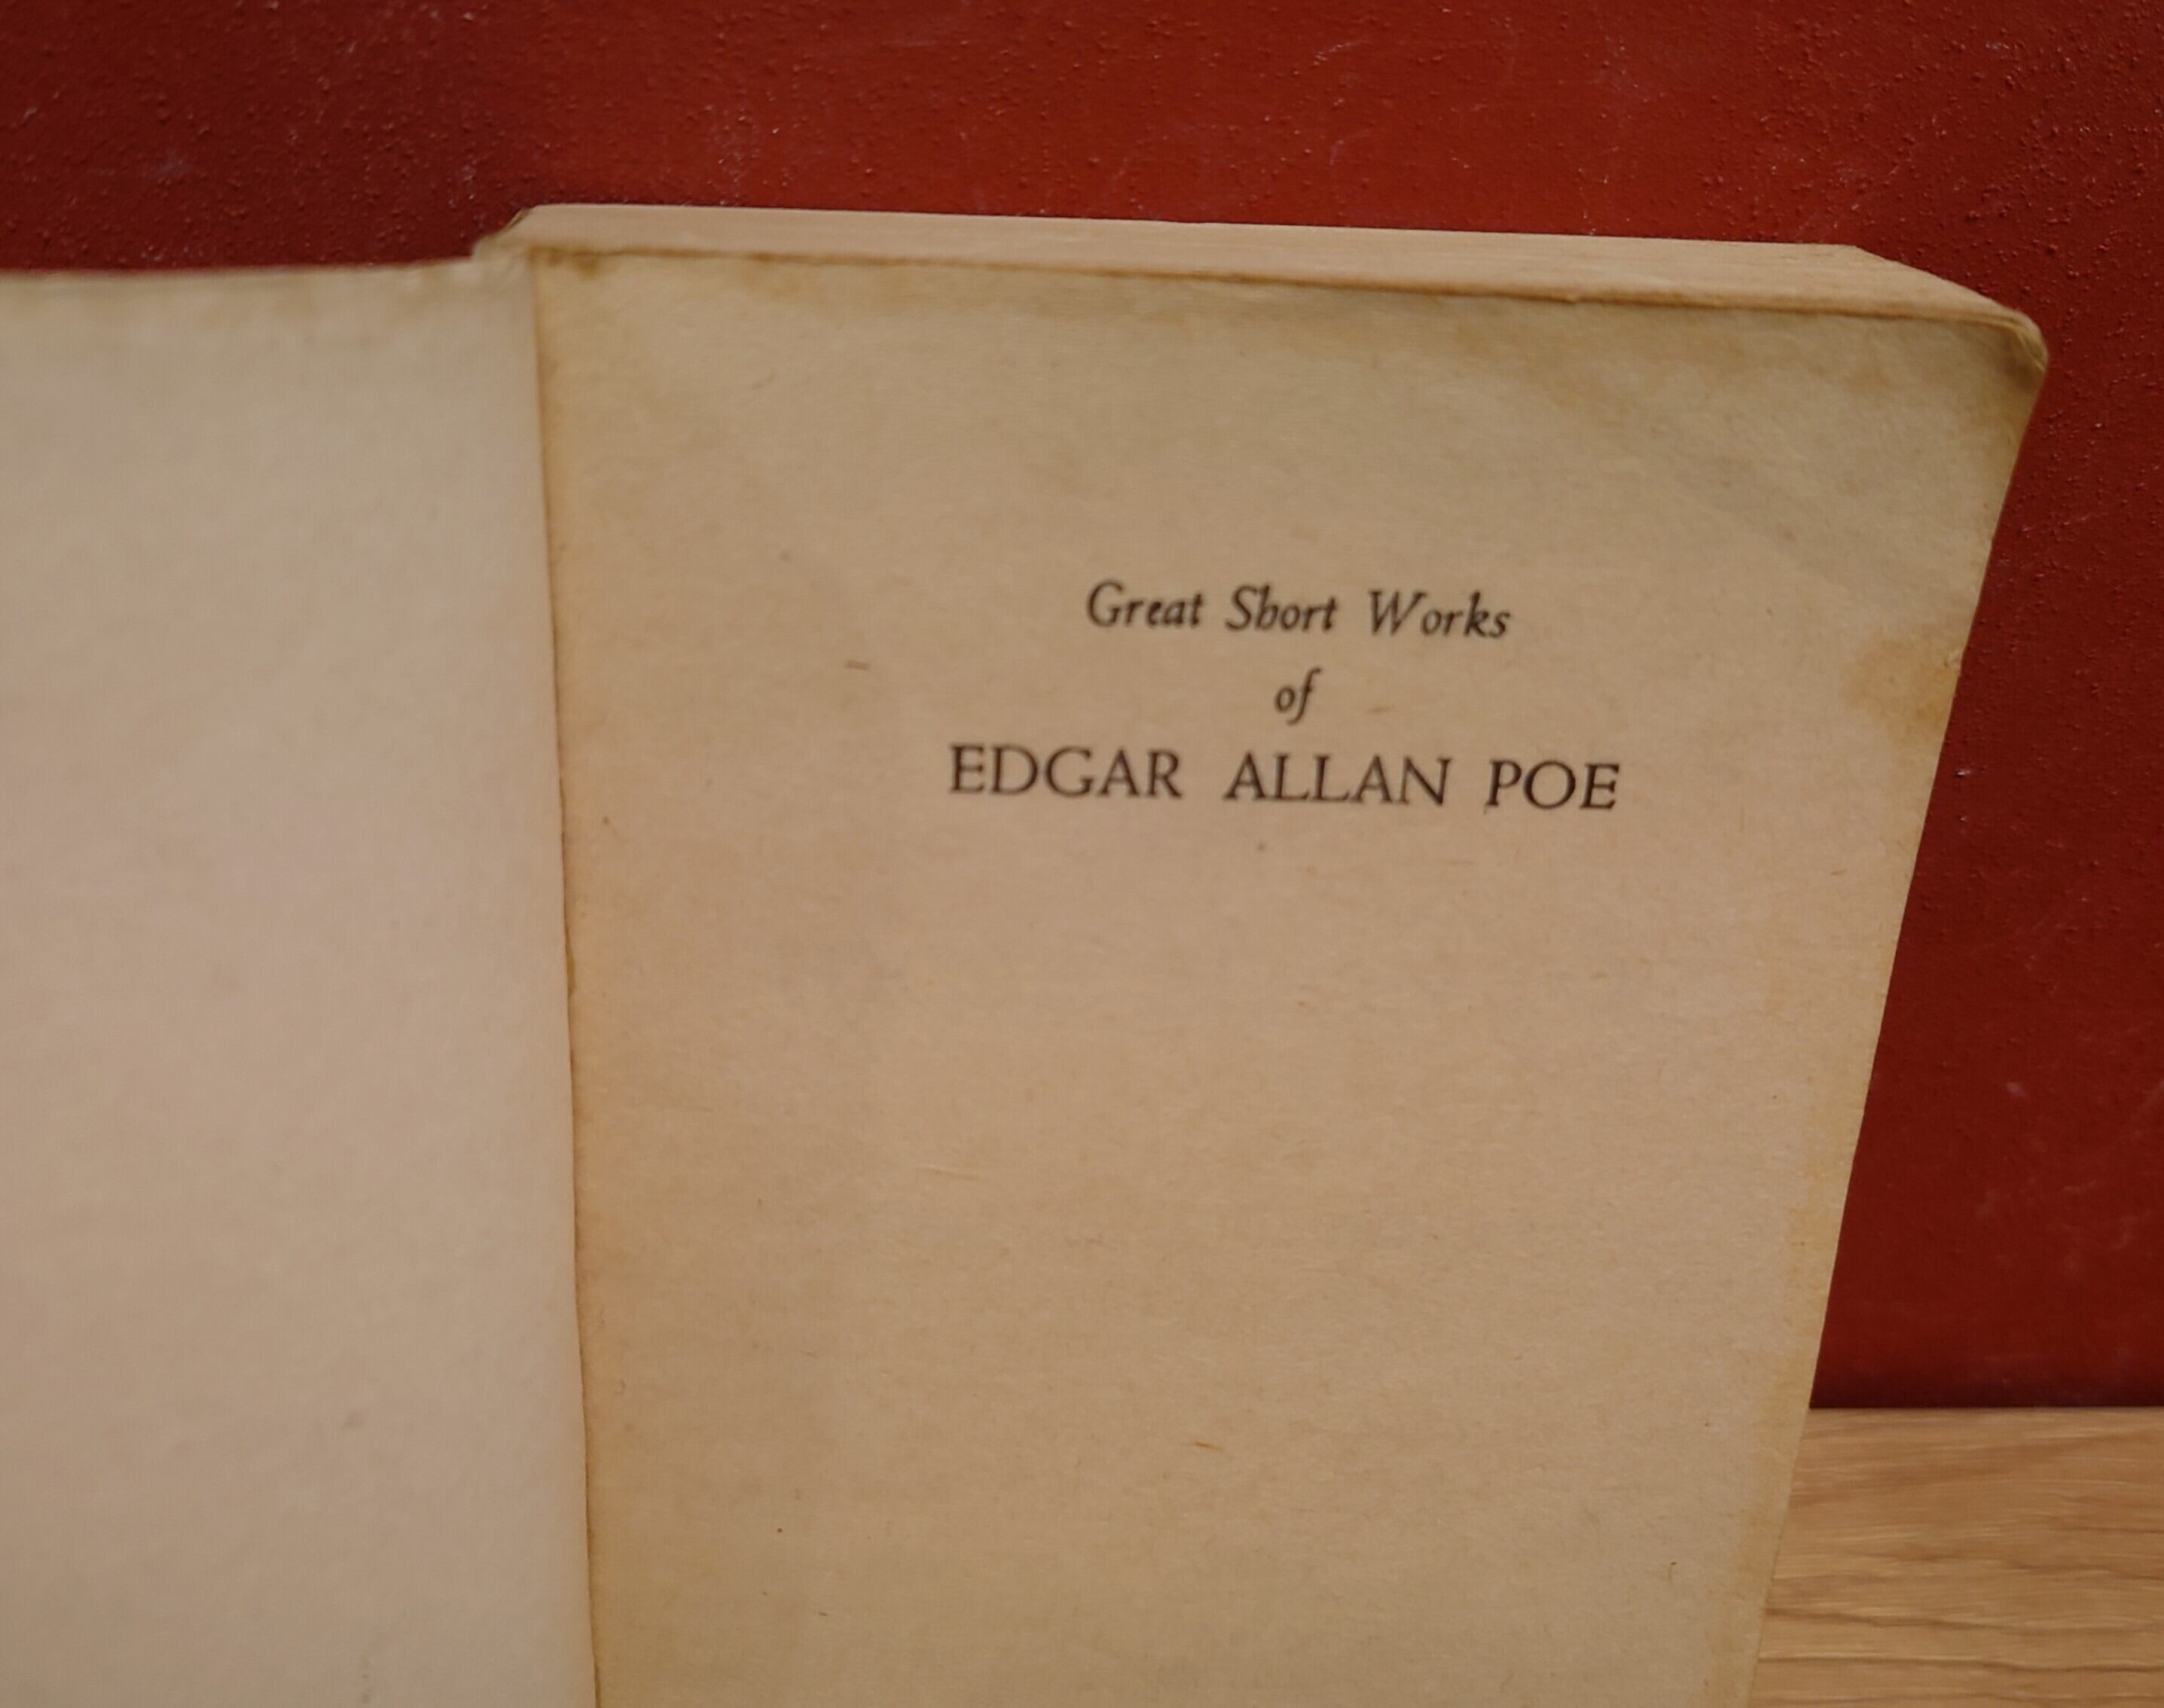 Great Short Works
of
EDGAR ALLAN POE